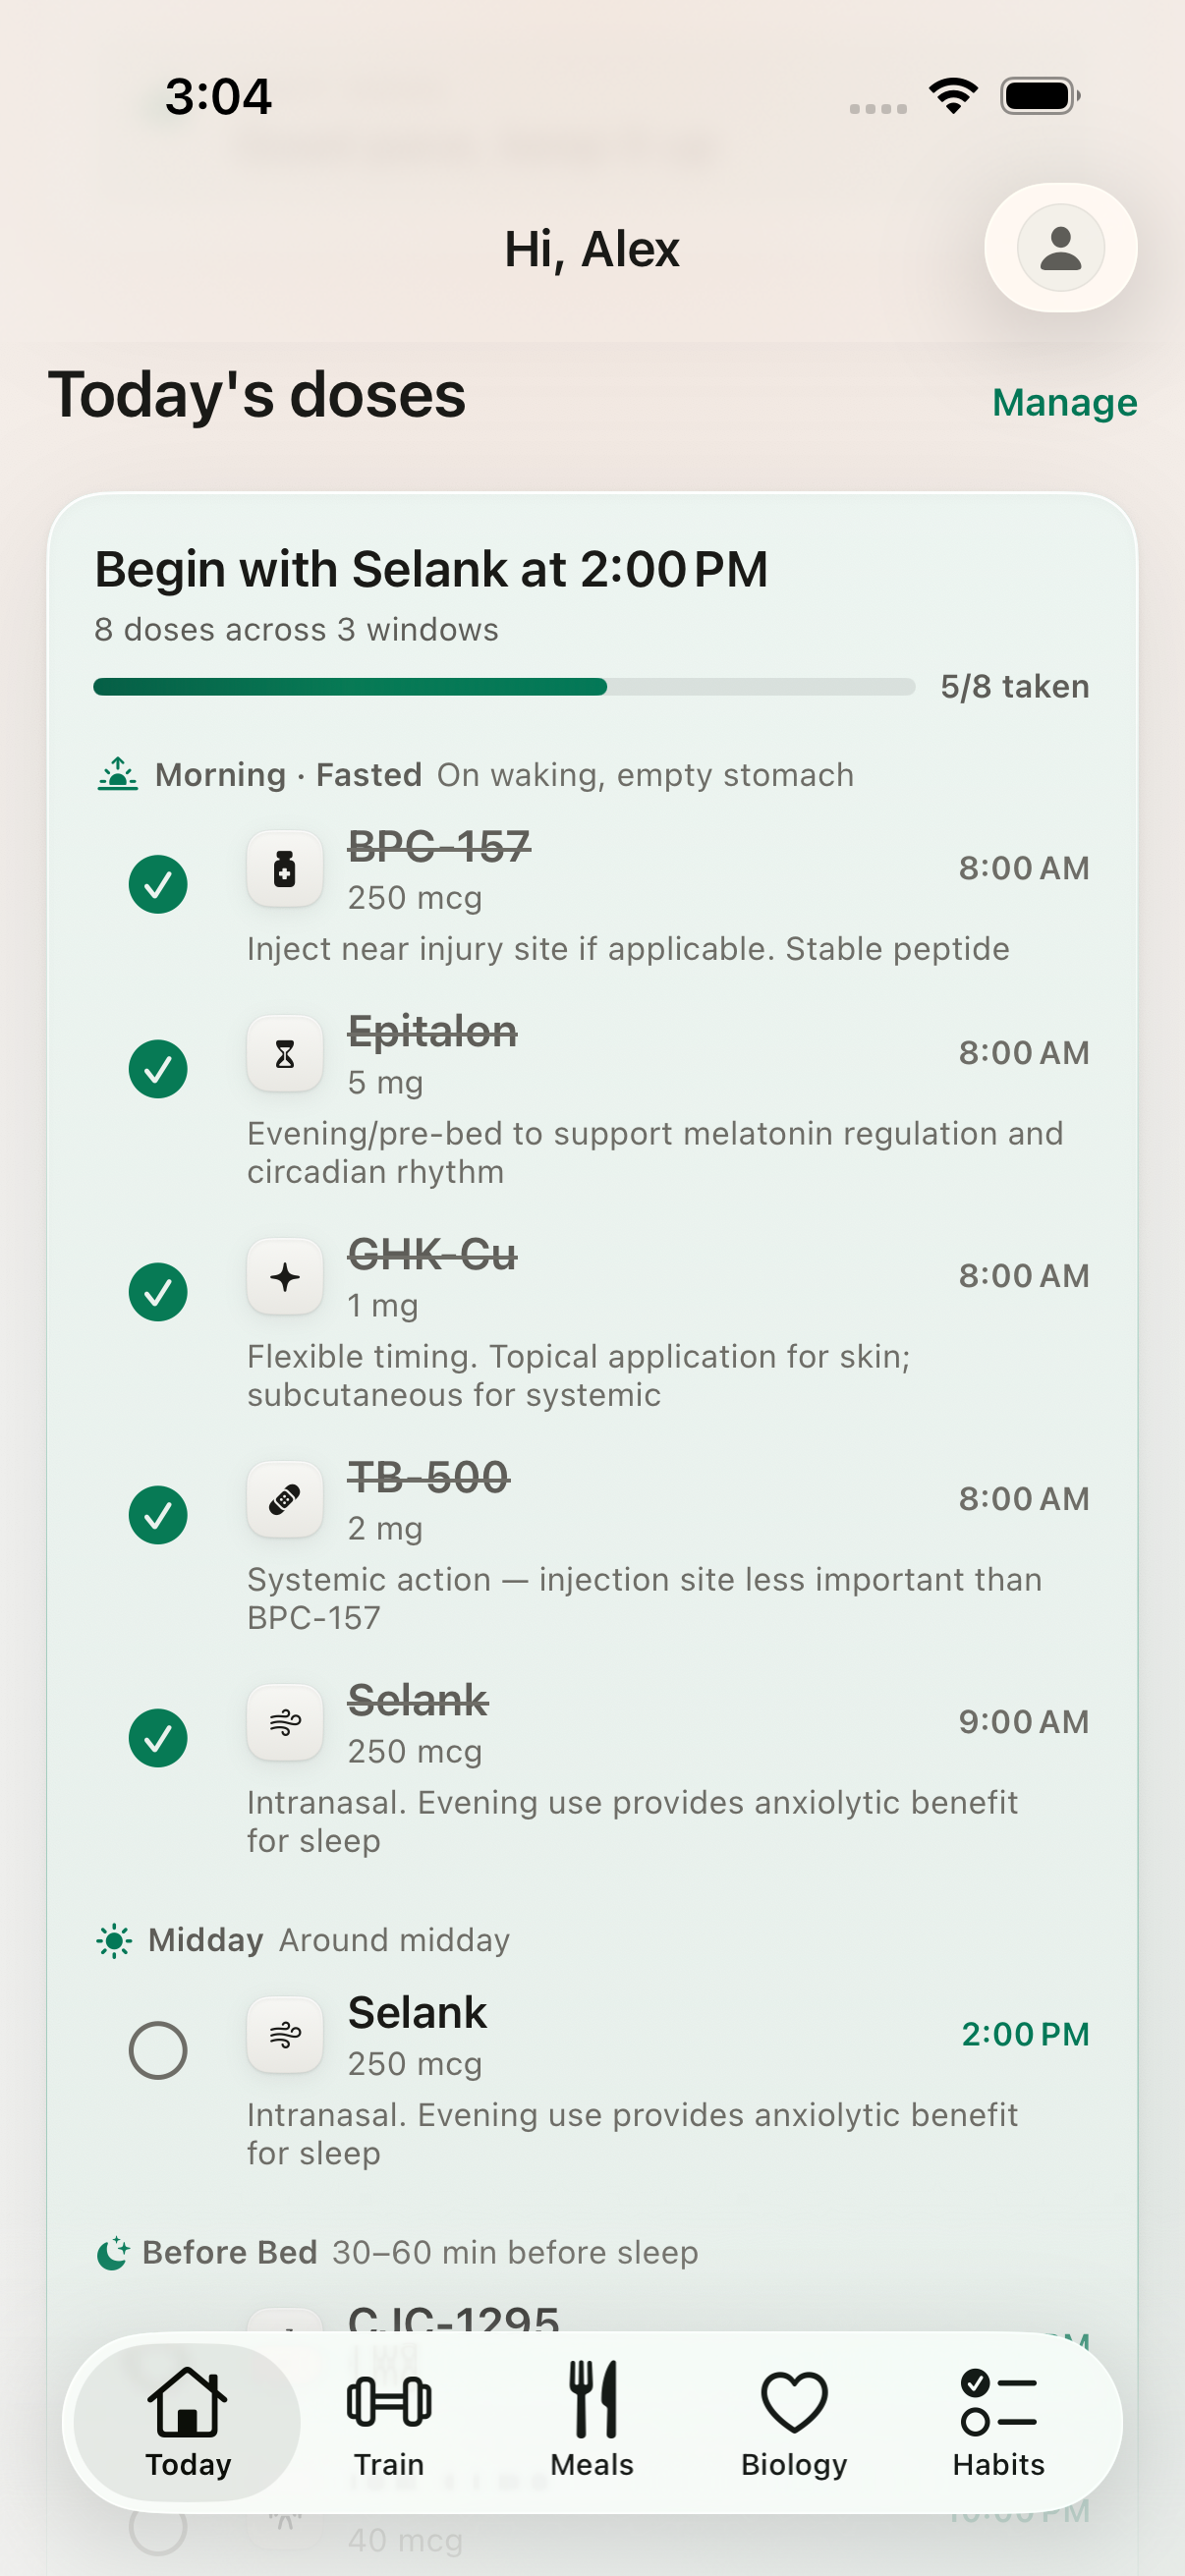 3:04
Hi, Alex
Today's doses
Manage
Begin with Selank at 2:00 PM
8 doses across 3 windows
5/8 taken
Morning · Fasted On waking, empty stomach
BPC-157
8:00 AM
250 mcg
Inject near injury site if applicable. Stable peptide
Epitalon
8:00 AM
5 mg
Evening/pre-bed to support melatonin regulation and
circadian rhythm
GHK-Cu
8:00 AM
1 mg
Flexible timing. Topical application for skin;
subcutaneous for systemic
TB-500
8:00 AM
2 mg
Systemic action — injection site less important than
BPC-157
Selank
9:00 AM
250 mcg
Intranasal. Evening use provides anxiolytic benefit
for sleep
Midday Around midday
Selank
2:00 PM
250 mcg
Intranasal. Evening use provides anxiolytic benefit
for sleep
Before Bed 30–60 min before sleep
CJC-1295
PM
Today
Train
Meals
Biology
Habits
10:00 PM
40 mcg